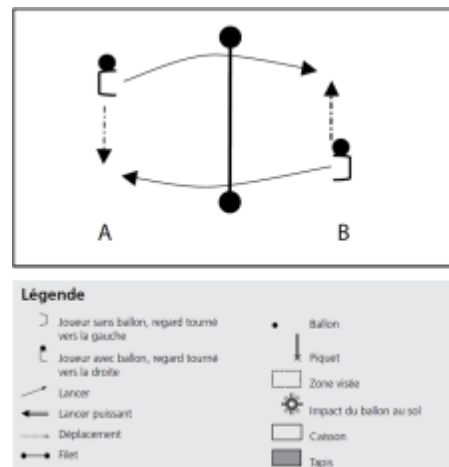 A
B
Légende
Joueur sans ballon, regard tourné
vers la gauche
Joueur avec ballon, regard tourné
vers la droite
Lancer
Lancer puissant
Déplacement
Filet
Ballon
Piquet
Zone visée
Impact du ballon au sol
Caisson
Tapis